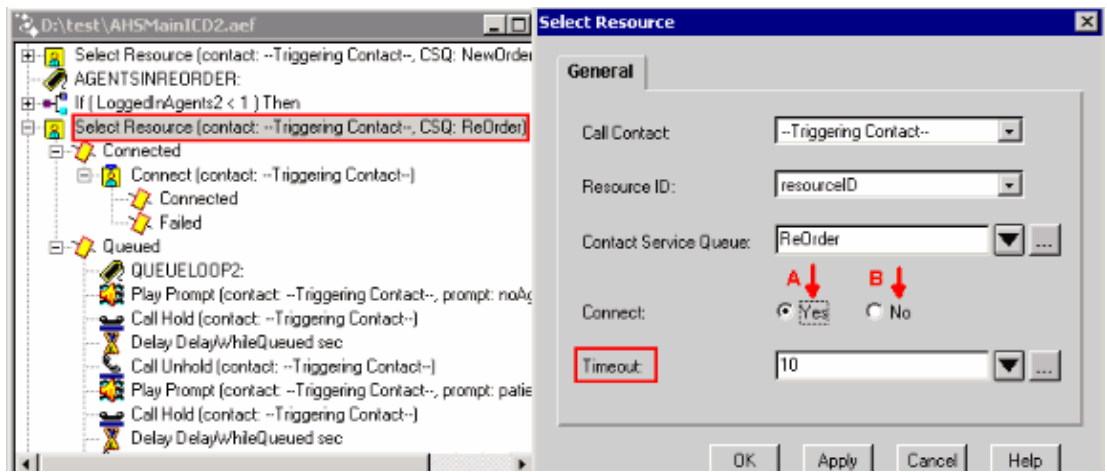 D:\test\AHSMainICD2.aef
Select Resource (contact: --Triggering Contact--, CSQ: NewOrder
AGENTSINREORDER:
If ( LoggedInAgents2 < 1 ) Then
Select Resource (contact: --Triggering Contact--, CSQ: ReOrder)
Connected
Connect (contact: --Triggering Contact--)
Connected
Failed
Queued
QUEUELOOP2:
Play Prompt (contact: --Triggering Contact--, prompt: noAg
Call Hold (contact: --Triggering Contact--)
Delay DelayWhileQueued sec
Call Unhold (contact: --Triggering Contact--)
Play Prompt (contact: --Triggering Contact--, prompt: patie
Call Hold (contact: --Triggering Contact--)
Delay DelayWhileQueued sec
Select Resource
General
Call Contact: --Triggering Contact--
Resource ID: resourceID
Contact Service Queue: ReOrder ...
A B
Connect: Yes No
Timeout: 10 ...
OK Apply Cancel Help